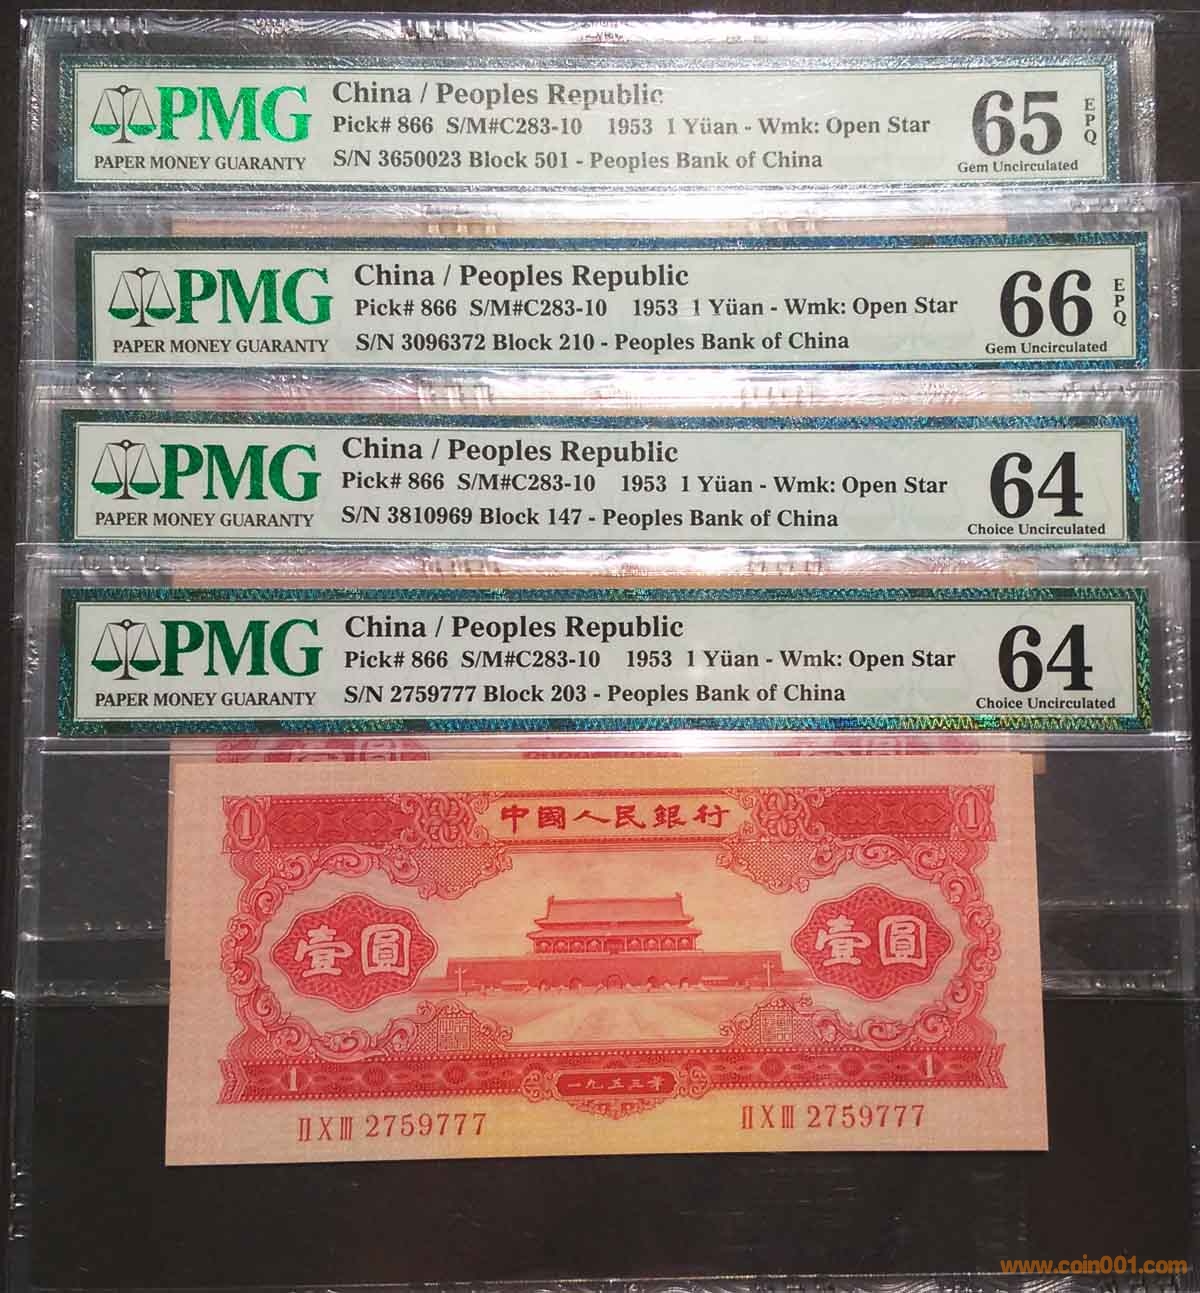 PMG
PAPER MONEY GUARANTY
China / Peoples Republic
Pick# 866 S/M#C283-10 1953 1 Yüan - Wmk: Open Star
S/N 3650023 Block 501 - Peoples Bank of China
65
EPQ
Gem Uncirculated
PMG
PAPER MONEY GUARANTY
China / Peoples Republic
Pick# 866 S/M#C283-10 1953 1 Yüan - Wmk: Open Star
S/N 3096372 Block 210 - Peoples Bank of China
66
EPQ
Gem Uncirculated
PMG
PAPER MONEY GUARANTY
China / Peoples Republic
Pick# 866 S/M#C283-10 1953 1 Yüan - Wmk: Open Star
S/N 3810969 Block 147 - Peoples Bank of China
64
Choice Uncirculated
PMG
PAPER MONEY GUARANTY
China / Peoples Republic
Pick# 866 S/M#C283-10 1953 1 Yüan - Wmk: Open Star
S/N 2759777 Block 203 - Peoples Bank of China
64
Choice Uncirculated
1 中國人民銀行 1
壹圓 壹圓
1 一九五三年 1
II X III 2759777 II X III 2759777
www.coin001.com